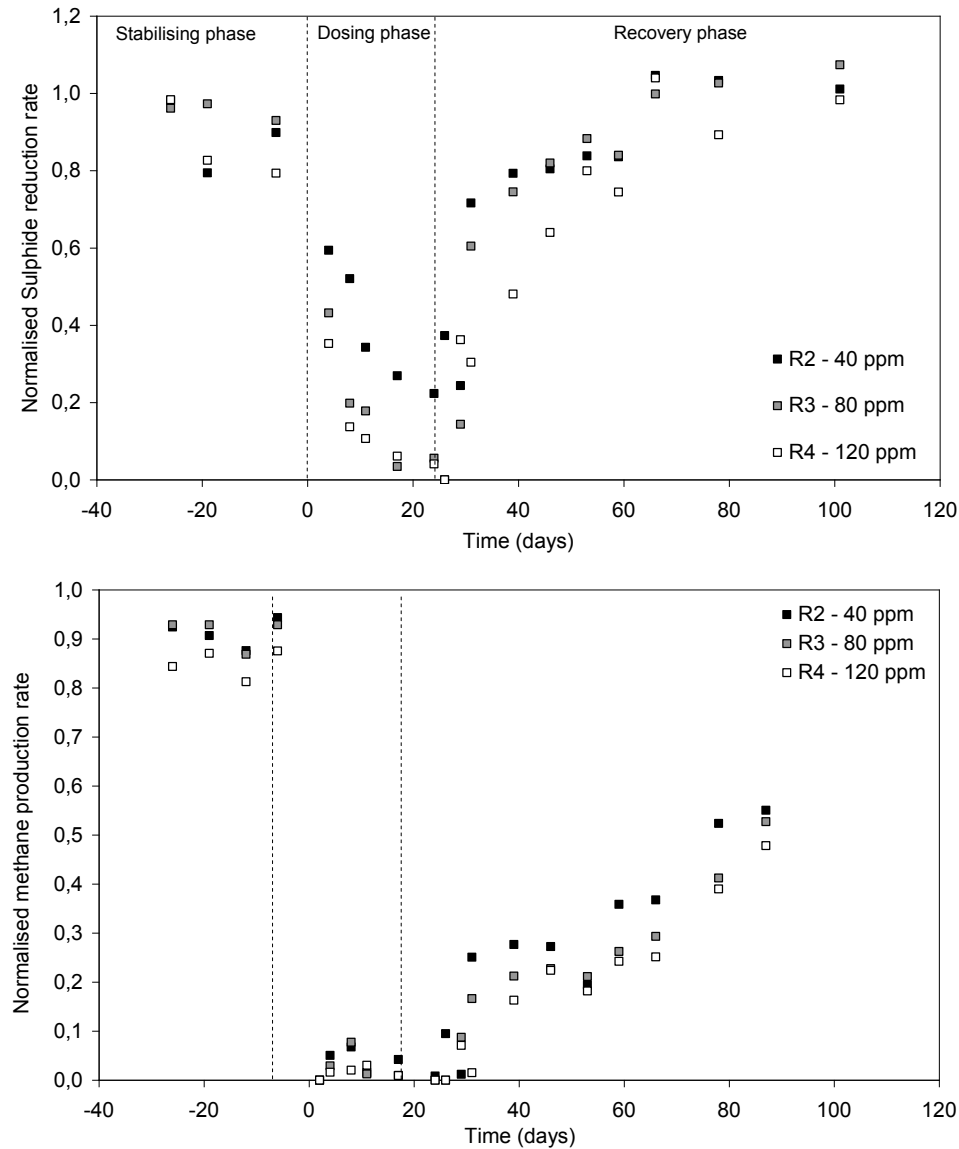 Stabilising phase
Dosing phase
Recovery phase
Normalised Sulphide reduction rate
1,2
1,0
0,8
0,6
0,4
0,2
0,0
R2 - 40 ppm
R3 - 80 ppm
R4 - 120 ppm
-40 -20 0 20 40 60 80 100 120
Time (days)
Normalised methane production rate
1,0
0,9
0,8
0,7
0,6
0,5
0,4
0,3
0,2
0,1
0,0
R2 - 40 ppm
R3 - 80 ppm
R4 - 120 ppm
-40 -20 0 20 40 60 80 100 120
Time (days)